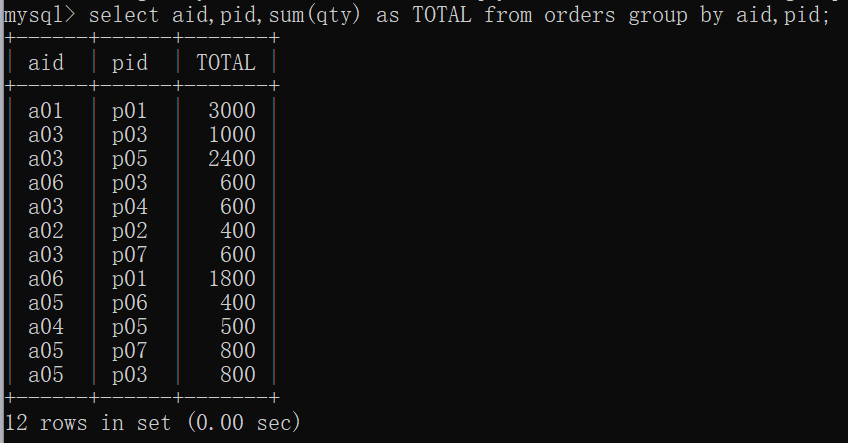 mysql> select aid,pid,sum(qty) as TOTAL from orders group by aid,pid;
+------+------+-------+
| aid  | pid  | TOTAL |
+------+------+-------+
| a01  | p01  |  3000 |
| a03  | p03  |  1000 |
| a03  | p05  |  2400 |
| a06  | p03  |   600 |
| a03  | p04  |   600 |
| a02  | p02  |   400 |
| a03  | p07  |   600 |
| a06  | p01  |  1800 |
| a05  | p06  |   400 |
| a04  | p05  |   500 |
| a05  | p07  |   800 |
| a05  | p03  |   800 |
+------+------+-------+
12 rows in set (0.00 sec)